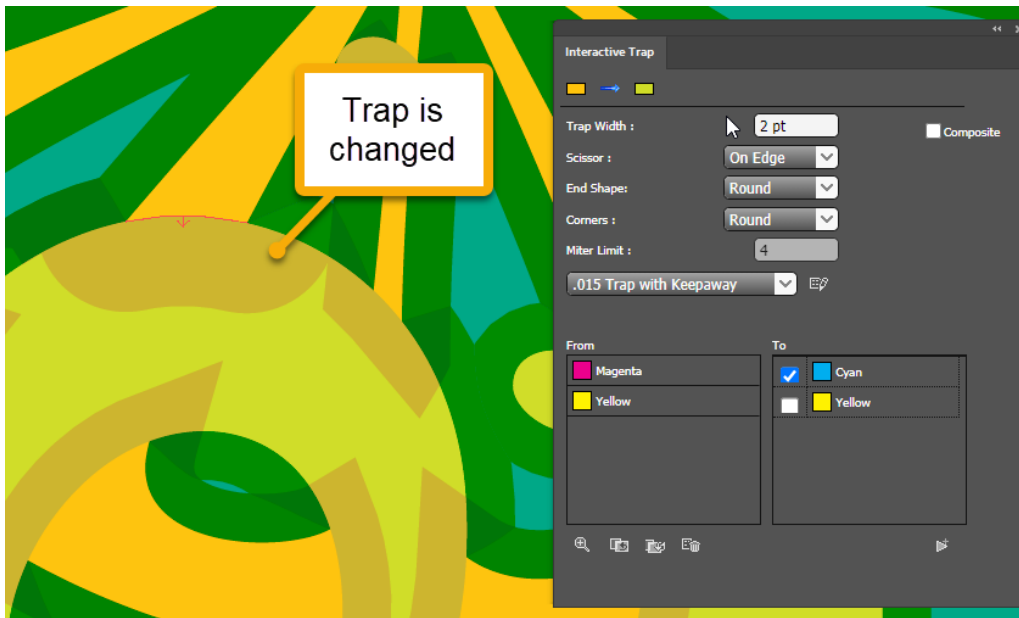 Trap is
changed
Interactive Trap
Trap Width :
2 pt
Composite
Scissor :
On Edge
End Shape:
Round
Corners :
Round
Miter Limit :
4
.015 Trap with Keepaway
From
To
Magenta
Cyan
Yellow
Yellow